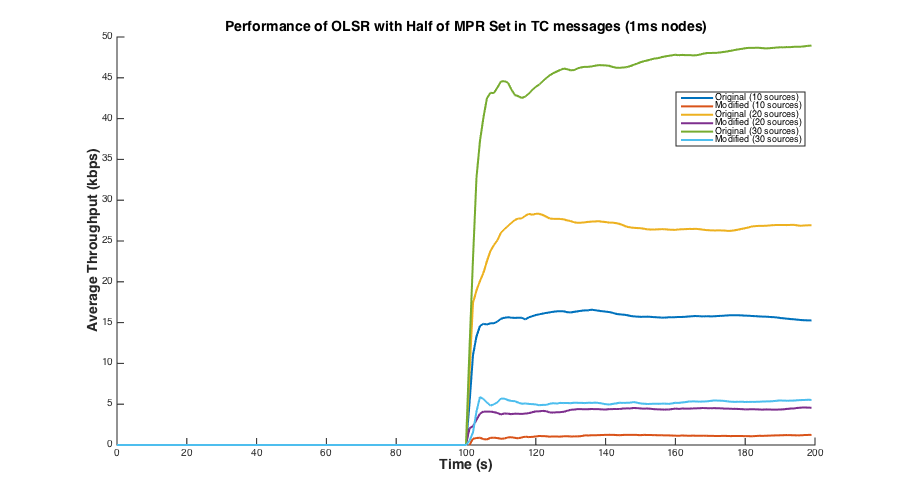 Performance of OLSR with Half of MPR Set in TC messages (1ms nodes)
50
45
40
35
30
25
20
15
10
5
0
Average Throughput (kbps)
Original (10 sources)
Modified (10 sources)
Original (20 sources)
Modified (20 sources)
Original (30 sources)
Modified (30 sources)
0 20 40 60 80 100 120 140 160 180 200
Time (s)